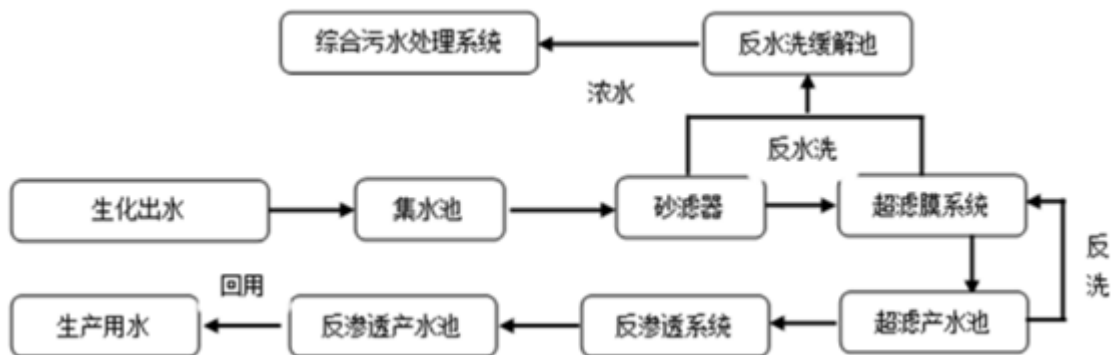 综合污水处理系统
反水洗缓解池
浓水
反水洗
生化出水
集水池
砂滤器
超滤膜系统
反
洗
回用
生产用水
反渗透产水池
反渗透系统
超滤产水池